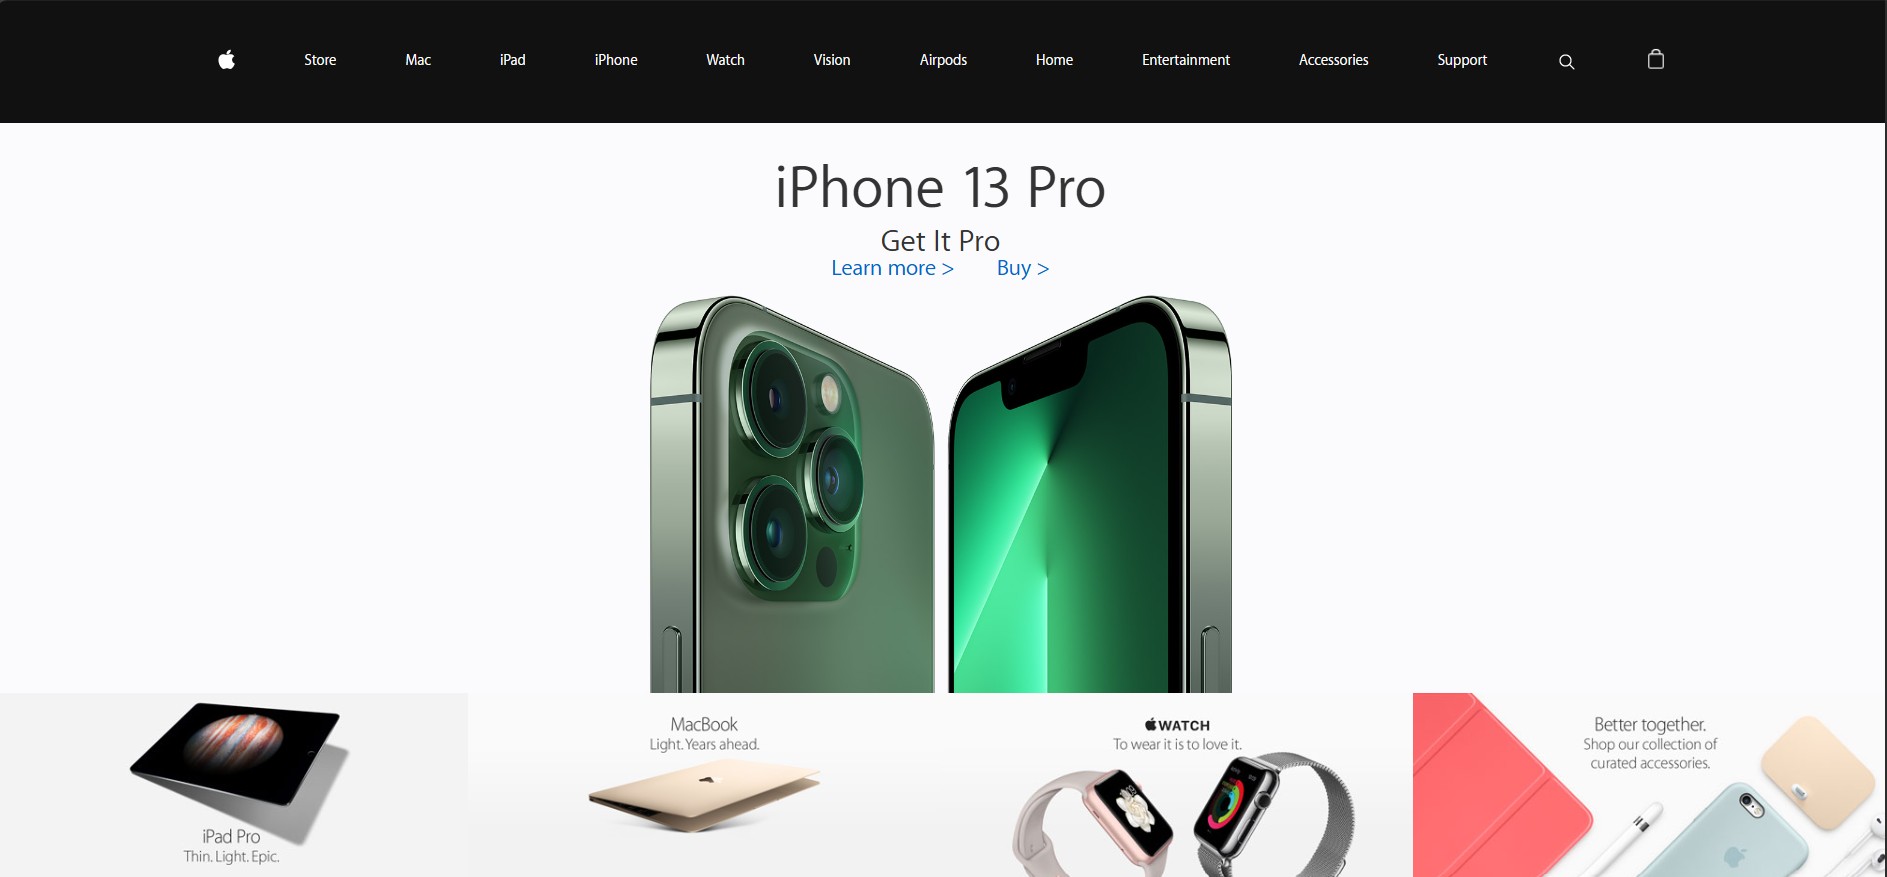 Store
Mac
iPad
iPhone
Watch
Vision
Airpods
Home
Entertainment
Accessories
Support
iPhone 13 Pro
Get It Pro
Learn more >
Buy >
iPad Pro
Thin. Light. Epic.
MacBook
Light. Years ahead.
WATCH
To wear it is to love it.
Better together.
Shop our collection of
curated accessories.